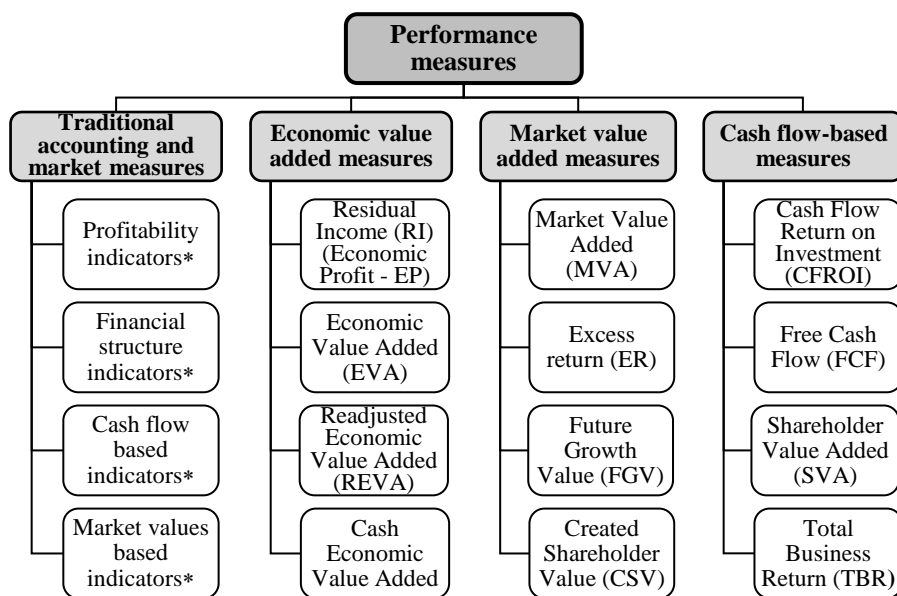 Performance
measures
Traditional
accounting and
market measures
Profitability
indicators*
Financial
structure
indicators*
Cash flow
based
indicators*
Market values
based
indicators*
Economic value
added measures
Residual
Income (RI)
(Economic
Profit - EP)
Economic
Value Added
(EVA)
Readjusted
Economic
Value Added
(REVA)
Cash
Economic
Value Added
Market value
added measures
Market Value
Added
(MVA)
Excess
return (ER)
Future
Growth
Value (FGV)
Created
Shareholder
Value (CSV)
Cash flow-based
measures
Cash Flow
Return on
Investment
(CFROI)
Free Cash
Flow (FCF)
Shareholder
Value Added
(SVA)
Total
Business
Return (TBR)